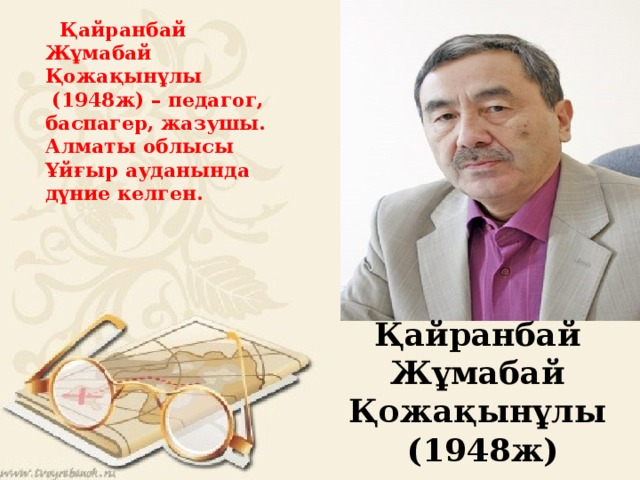 Қайранбай
Жұмабай
Қожақынұлы
(1948ж) – педагог,
баспагер, жазушы.
Алматы облысы
Ұйғыр ауданында
дүние келген.
Қайранбай
Жұмабай
Қожақынұлы
(1948ж)
www.tvoyrebenok.ru